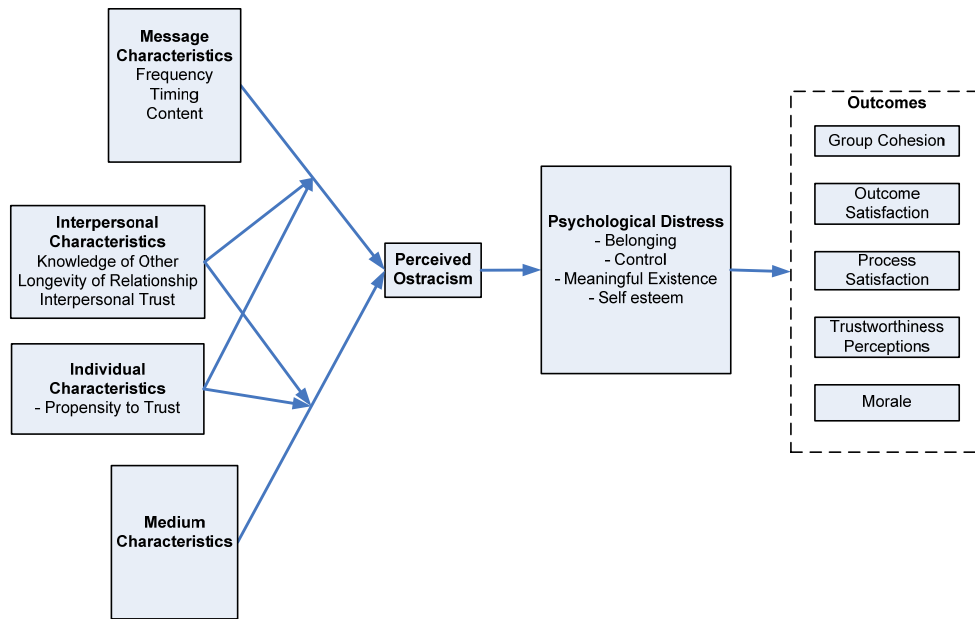 Message
Characteristics
Frequency
Timing
Content
Interpersonal
Characteristics
Knowledge of Other
Longevity of Relationship
Interpersonal Trust
Individual
Characteristics
- Propensity to Trust
Medium
Characteristics
Perceived
Ostracism
Psychological Distress
- Belonging
- Control
- Meaningful Existence
- Self esteem
Outcomes
Group Cohesion
Outcome
Satisfaction
Process
Satisfaction
Trustworthiness
Perceptions
Morale